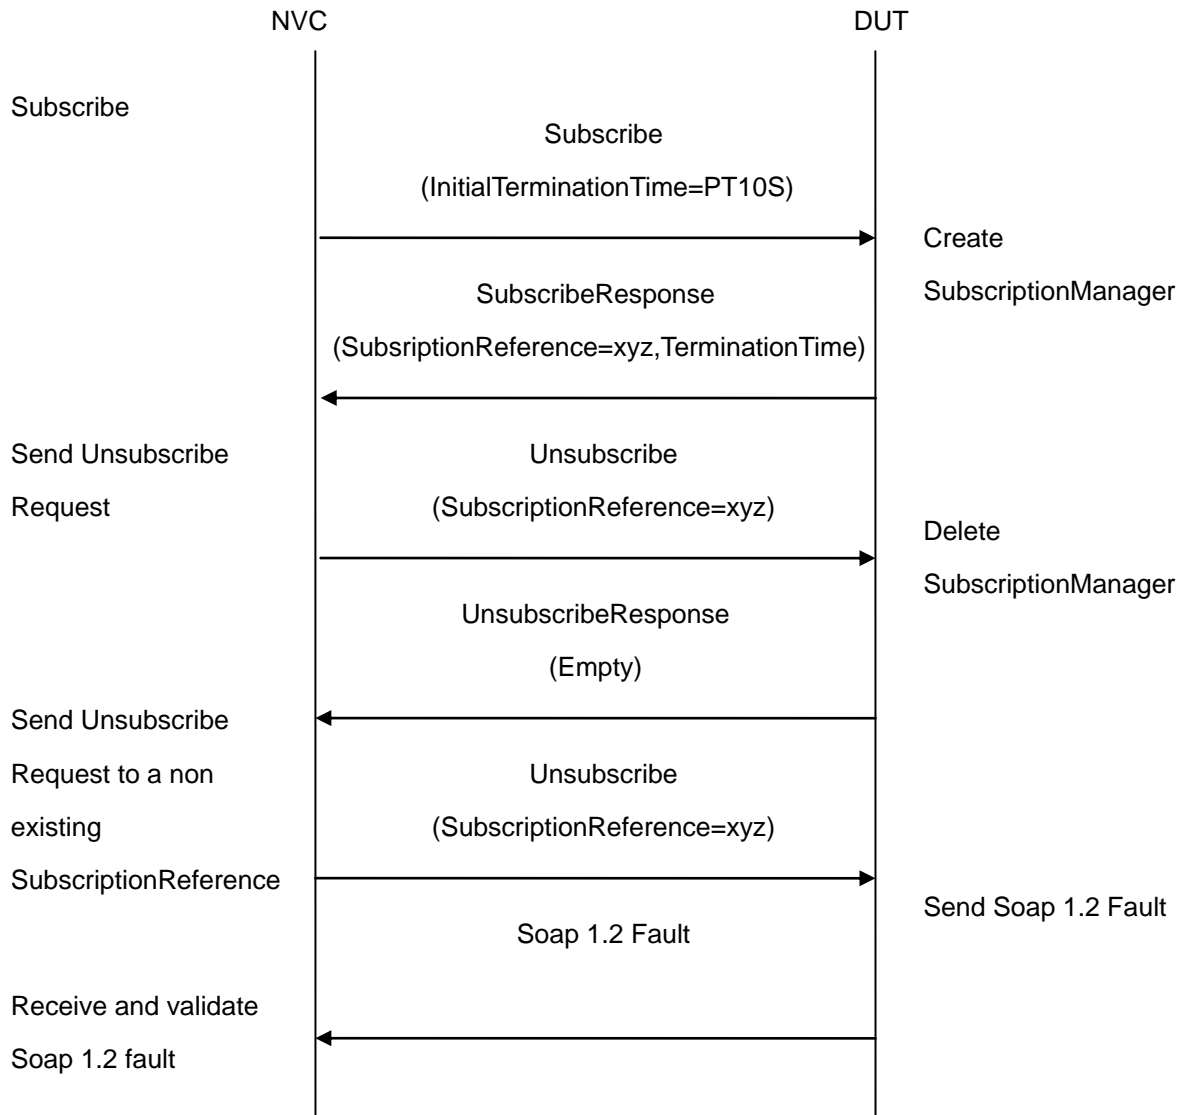 NVC
DUT
Subscribe
Subscribe
(InitialTerminationTime=PT10S)
Create
SubscriptionManager
SubscribeResponse
(SubsriptionReference=xyz,TerminationTime)
Send Unsubscribe
Request
Unsubscribe
(SubscriptionReference=xyz)
Delete
SubscriptionManager
UnsubscribeResponse
(Empty)
Send Unsubscribe
Request to a non
existing
SubscriptionReference
Unsubscribe
(SubscriptionReference=xyz)
Send Soap 1.2 Fault
Soap 1.2 Fault
Receive and validate
Soap 1.2 fault